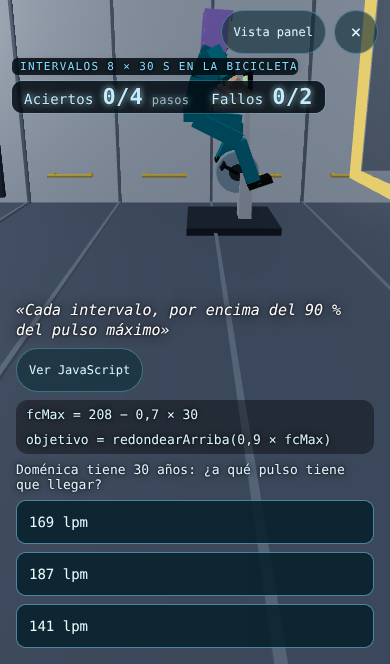 Vista panel
×
INTERVALOS 8 × 30 S EN LA BICICLETA
Aciertos 0/4 pasos Fallos 0/2
«Cada intervalo, por encima del 90 %
del pulso máximo»
Ver JavaScript
fcMax = 208 − 0,7 × 30
objetivo = redondearArriba(0,9 × fcMax)
Doménica tiene 30 años: ¿a qué pulso tiene
que llegar?
169 lpm
187 lpm
141 lpm